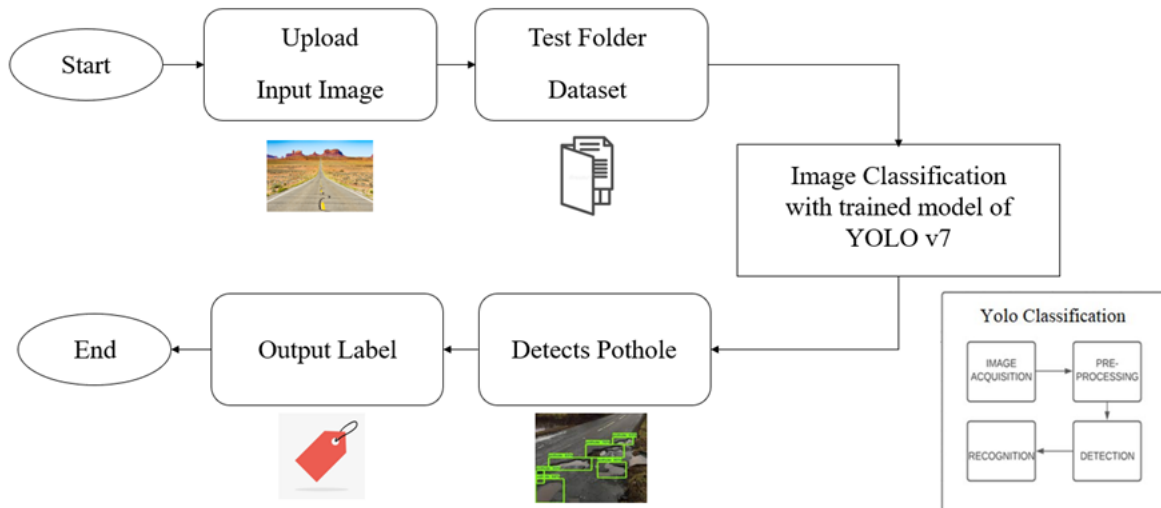 Start
Upload
Input Image
Test Folder
Dataset
Image Classification
with trained model of
YOLO v7
End
Output Label
Detects Pothole
Yolo Classification
IMAGE
ACQUISITION
PRE-
PROCESSING
RECOGNITION
DETECTION